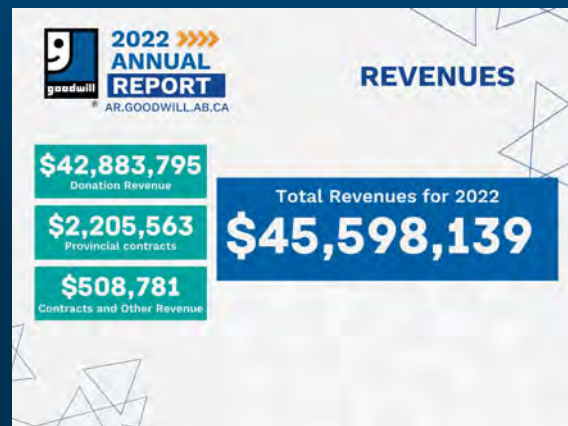 goodwill
®
2022 »»
ANNUAL
REPORT
AR.GOODWILL.AB.CA
REVENUES
$42,883,795
Donation Revenue
$2,205,563
Provincial contracts
$508,781
Contracts and Other Revenue
Total Revenues for 2022
$45,598,139